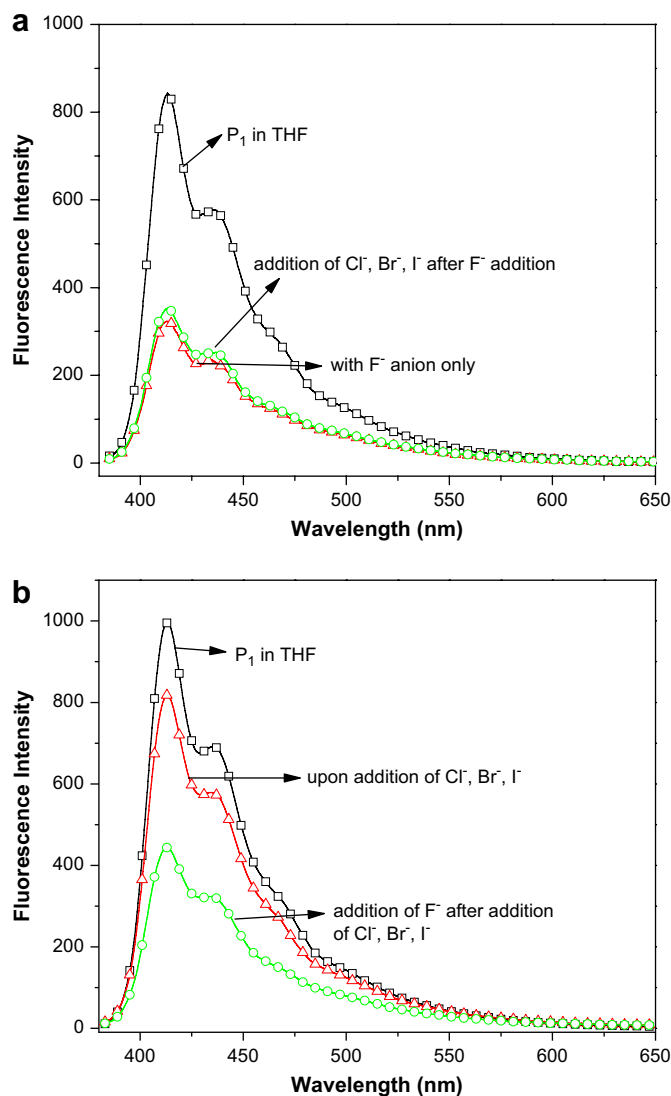 a
1000
800
600
400
200
0
Fluorescence Intensity
P₁ in THF
addition of Cl⁻, Br⁻, I⁻ after F⁻ addition
with F⁻ anion only
400 450 500 550 600 650
Wavelength (nm)
b
1000
800
600
400
200
0
Fluorescence Intensity
P₁ in THF
upon addition of Cl⁻, Br⁻, I⁻
addition of F⁻ after addition
of Cl⁻, Br⁻, I⁻
400 450 500 550 600 650
Wavelength (nm)